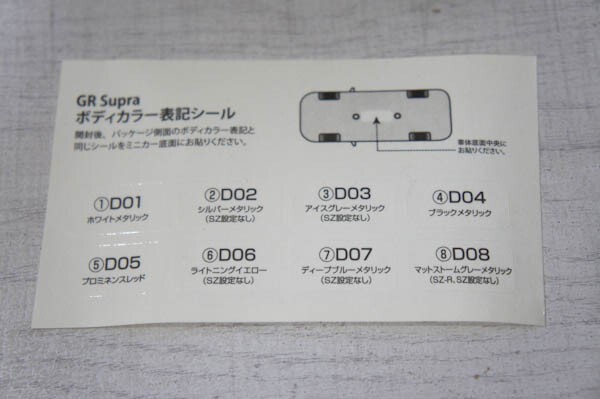 GR Supra
ボディカラー表記シール
開封後、パッケージ側面のボディカラー表記と
同じシールをミニカー底面にお貼りください。
車体底面中央に
お貼りください。
①D01
ホワイトメタリック
②D02
シルバーメタリック
(SZ設定なし)
③D03
アイスグレーメタリック
(SZ設定なし)
④D04
ブラックメタリック
⑤D05
プロミネンスレッド
⑥D06
ライトニングイエロー
(SZ設定なし)
⑦D07
ディープブルーメタリック
(SZ設定なし)
⑧D08
マットストームグレーメタリック
(SZ-R、SZ設定なし)